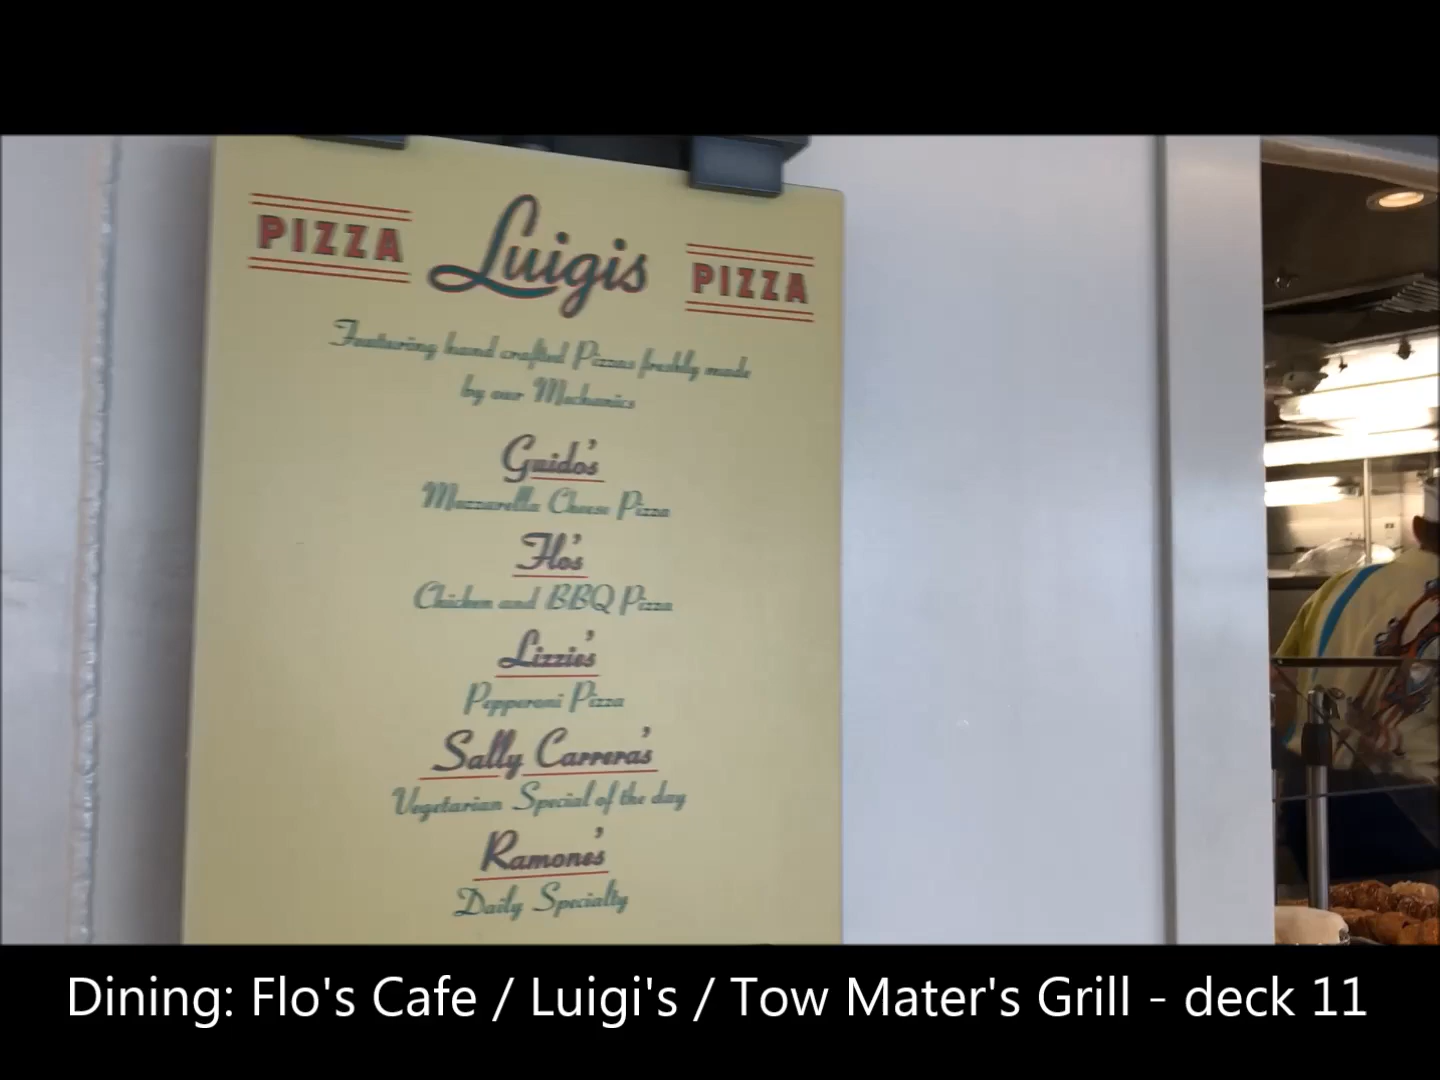 PIZZA Luigis PIZZA
Featuring hand crafted Pizzas freshly made
by our Mechanics
Guido's
Mozzarella Cheese Pizza
Flo's
Chicken and BBQ Pizza
Lizzie's
Pepperoni Pizza
Sally Carrera's
Vegetarian Special of the day
Ramone's
Daily Specialty
Dining: Flo's Cafe / Luigi's / Tow Mater's Grill - deck 11